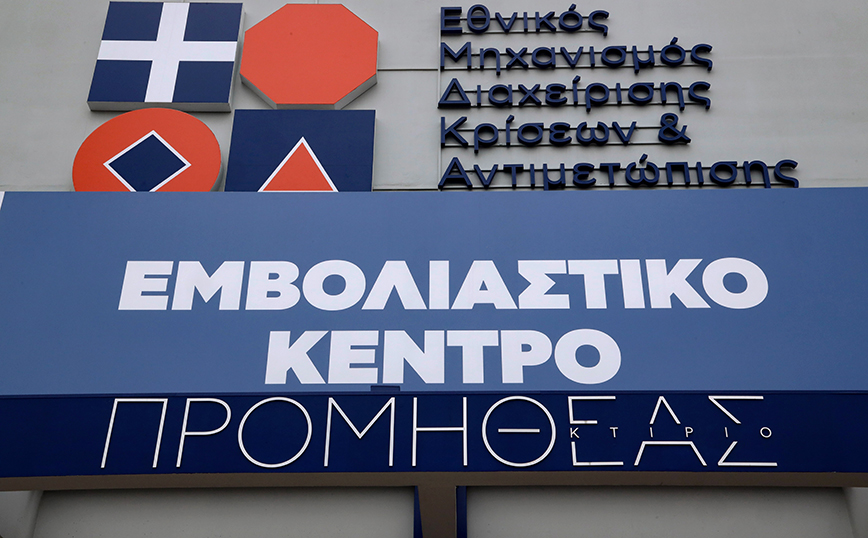 Εθνικός
Μηχανισμός
Διαχείρισης
Κρίσεων &
Αντιμετώπισης
ΕΜΒΟΛΙΑΣΤΙΚΟ
ΚΕΝΤΡΟ
ΠΡΟΜΗΘΕΑΣ
ΚΤΙΡΙΟ